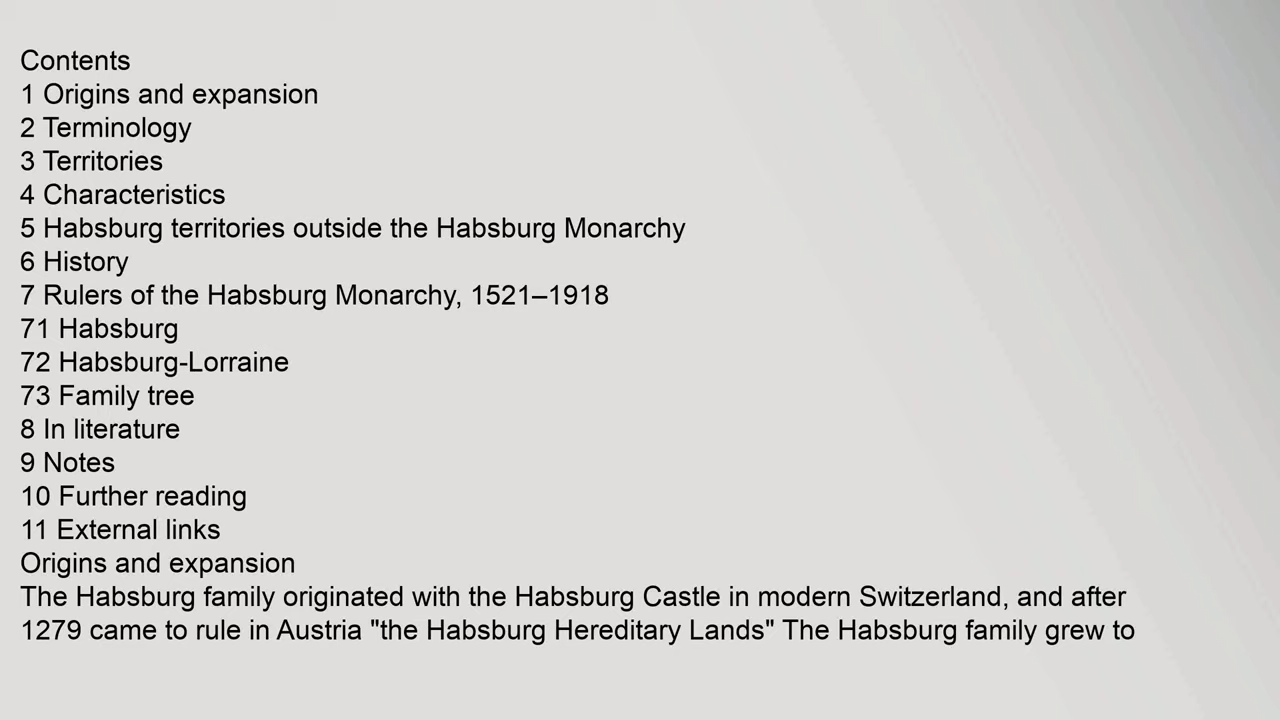 Contents
1 Origins and expansion
2 Terminology
3 Territories
4 Characteristics
5 Habsburg territories outside the Habsburg Monarchy
6 History
7 Rulers of the Habsburg Monarchy, 1521–1918
71 Habsburg
72 Habsburg-Lorraine
73 Family tree
8 In literature
9 Notes
10 Further reading
11 External links
Origins and expansion
The Habsburg family originated with the Habsburg Castle in modern Switzerland, and after
1279 came to rule in Austria "the Habsburg Hereditary Lands" The Habsburg family grew to